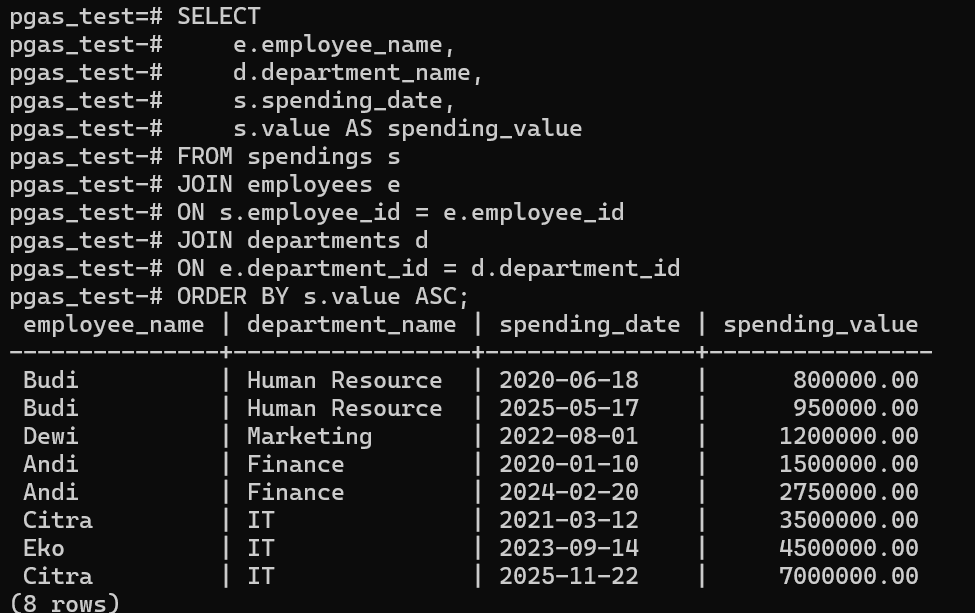 pgas_test=# SELECT
pgas_test-#     e.employee_name,
pgas_test-#     d.department_name,
pgas_test-#     s.spending_date,
pgas_test-#     s.value AS spending_value
pgas_test-# FROM spendings s
pgas_test-# JOIN employees e
pgas_test-# ON s.employee_id = e.employee_id
pgas_test-# JOIN departments d
pgas_test-# ON e.department_id = d.department_id
pgas_test-# ORDER BY s.value ASC;
 employee_name | department_name | spending_date | spending_value
---------------+-----------------+---------------+----------------
 Budi          | Human Resource  | 2020-06-18    |      800000.00
 Budi          | Human Resource  | 2025-05-17    |      950000.00
 Dewi          | Marketing       | 2022-08-01    |     1200000.00
 Andi          | Finance         | 2020-01-10    |     1500000.00
 Andi          | Finance         | 2024-02-20    |     2750000.00
 Citra         | IT              | 2021-03-12    |     3500000.00
 Eko           | IT              | 2023-09-14    |     4500000.00
 Citra         | IT              | 2025-11-22    |     7000000.00
(8 rows)